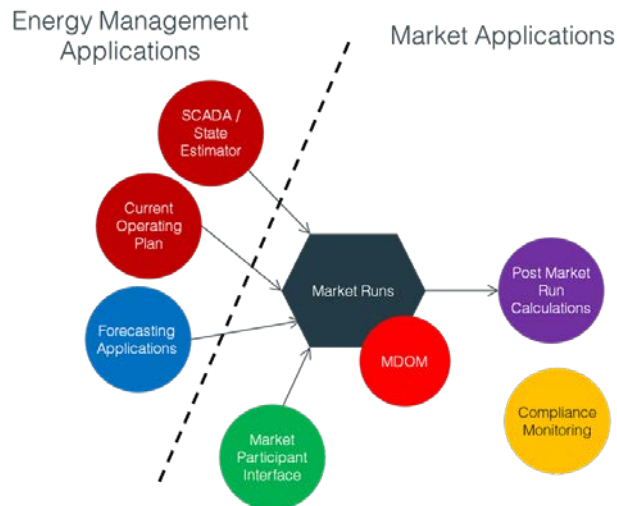 Energy Management
Applications
Market Applications
SCADA /
State
Estimator
Current
Operating
Plan
Forecasting
Applications
Market Runs
MDOM
Market
Participant
Interface
Post Market
Run
Calculations
Compliance
Monitoring